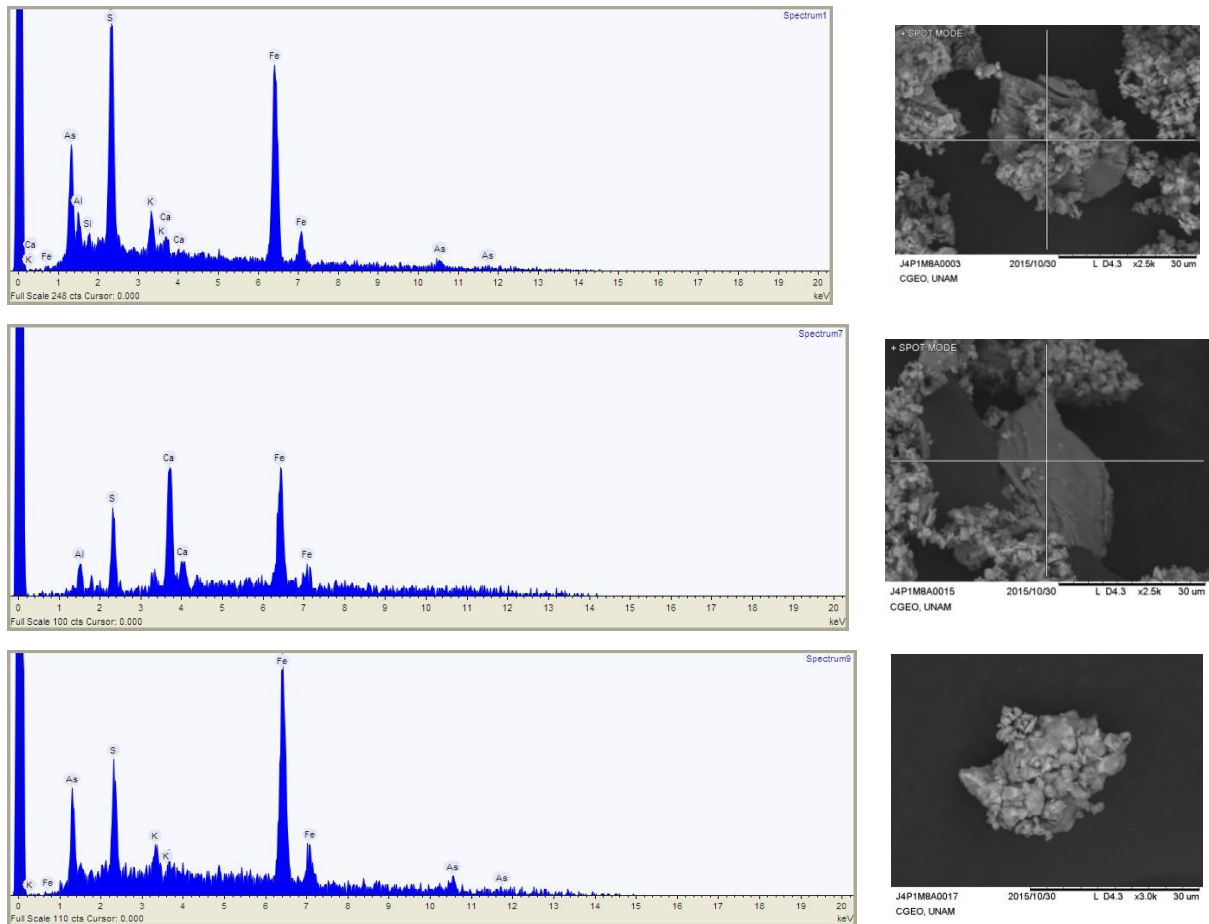 Spectrum1
S
Fe
As
Al
Si
K
Ca
K
Ca
Ca
K
Fe
Fe
As
As
0 1 2 3 4 5 6 7 8 9 10 11 12 13 14 15 16 17 18 19 20
Full Scale 248 cts Cursor: 0.000 keV
+ SPOT MODE
J4P1M8A0003 2015/10/30 L D4.3 x2.5k 30 um
CGEO, UNAM
Spectrum7
Ca
Fe
S
Al
Ca
Fe
0 1 2 3 4 5 6 7 8 9 10 11 12 13 14 15 16 17 18 19 20
Full Scale 100 cts Cursor: 0.000 keV
+ SPOT MODE
J4P1M8A0015 2015/10/30 L D4.3 x2.5k 30 um
CGEO, UNAM
Spectrum9
Fe
S
As
K
K
Fe
As
As
K
Fe
0 1 2 3 4 5 6 7 8 9 10 11 12 13 14 15 16 17 18 19 20
Full Scale 110 cts Cursor: 0.000 keV
J4P1M8A0017 2015/10/30 L D4.3 x3.0k 30 um
CGEO, UNAM